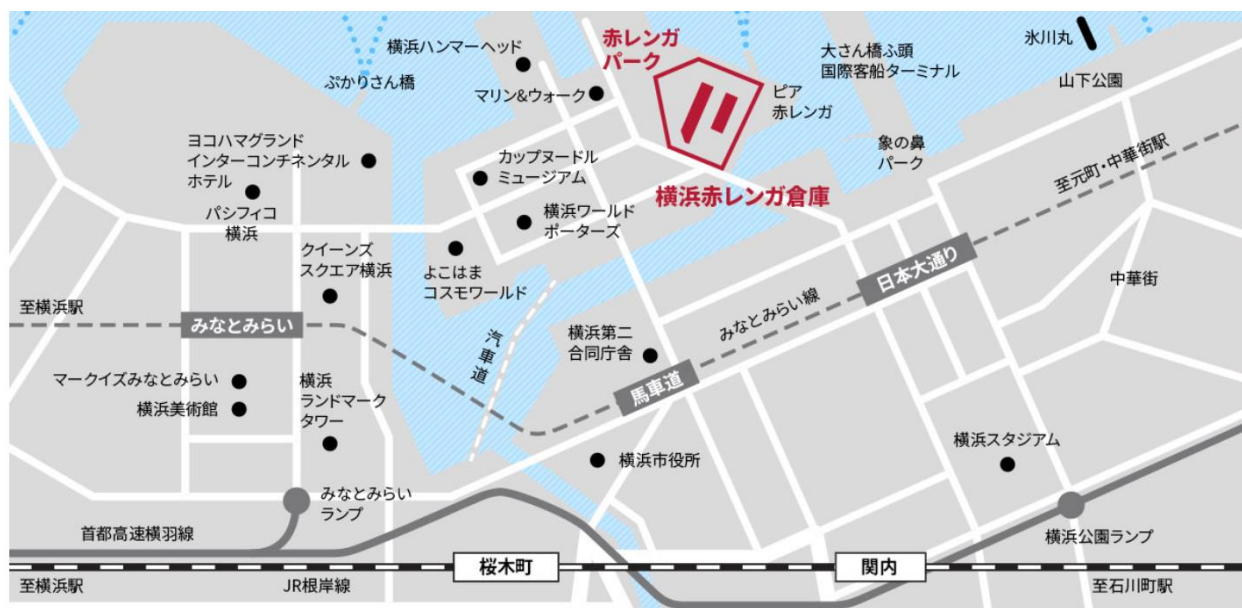 横浜ハンマーヘッド
赤レンガ
パーク
大さん橋ふ頭
国際客船ターミナル
氷川丸
ぷかりさん橋
マリン&ウォーク
ピア
赤レンガ
山下公園
ヨコハマグランド
インターコンチネンタル
ホテル
カップヌードル
ミュージアム
象の鼻
パーク
至元町・中華街駅
パシフィコ
横浜
横浜赤レンガ倉庫
横浜ワールド
ポーターズ
クイーンズ
スクエア横浜
よこはま
コスモワールド
日本大通り
中華街
至横浜駅
みなとみらい
汽車道
横浜第二
合同庁舎
みなとみらい線
馬車道
マークイズみなとみらい
横浜美術館
横浜
ランドマーク
タワー
横浜市役所
横浜スタジアム
みなとみらい
ランプ
首都高速横羽線
横浜公園ランプ
桜木町
関内
至横浜駅
JR根岸線
至石川町駅